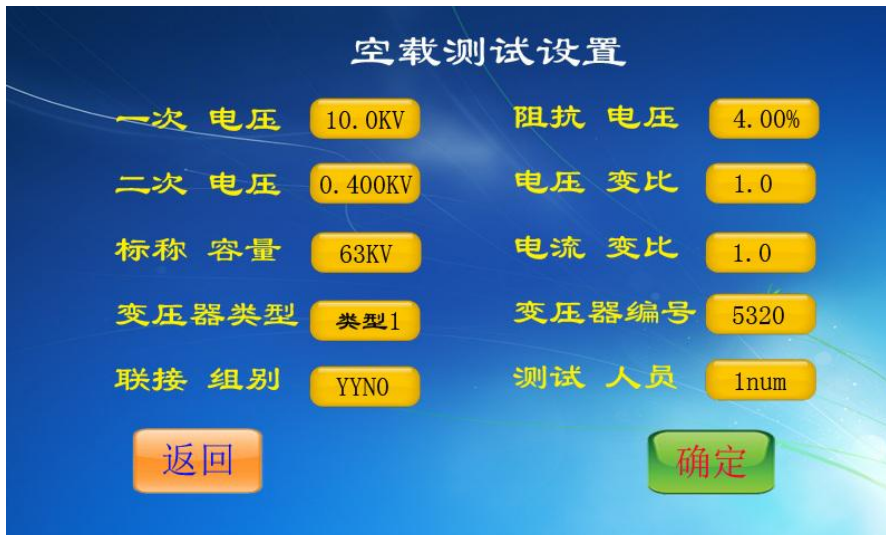 空载测试设置
一次 电压 10.0KV 阻抗 电压 4.00%
二次 电压 0.400KV 电压 变比 1.0
标称 容量 63KV 电流 变比 1.0
变压器类型 类型1 变压器编号 5320
联接 组别 YYN0 测试 人员 1num
返回 确定